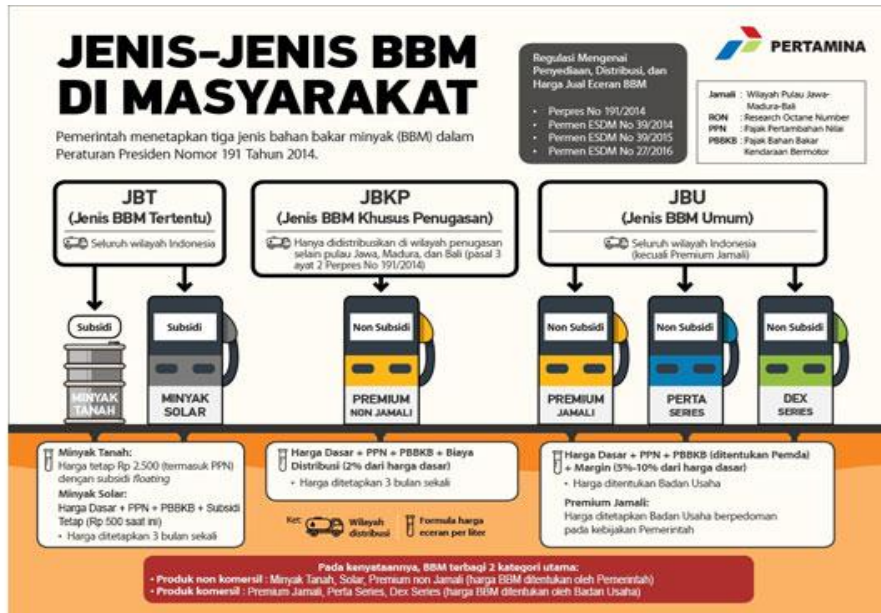 JENIS-JENIS BBM
DI MASYARAKAT
Pemerintah menetapkan tiga jenis bahan bakar minyak (BBM) dalam
Peraturan Presiden Nomor 191 Tahun 2014.
Regulasi Mengenai
Penyediaan, Distribusi, dan
Harga Jual Eceran BBM
• Perpres No 191/2014
• Permen ESDM No 39/2014
• Permen ESDM No 39/2015
• Permen ESDM No 27/2016
PERTAMINA
Jamali : Wilayah Pulau Jawa-
Madura-Bali
RON : Research Octane Number
PPN : Pajak Pertambahan Nilai
PBBKB : Pajak Bahan Bakar
Kendaraan Bermotor
JBT
(Jenis BBM Tertentu)
Seluruh wilayah Indonesia
JBKP
(Jenis BBM Khusus Penugasan)
Hanya didistribusikan di wilayah penugasan
selain pulau Jawa, Madura, dan Bali (pasal 3
ayat 2 Perpres No 191/2014)
JBU
(Jenis BBM Umum)
Seluruh wilayah Indonesia
(kecuali Premium Jamali)
Subsidi
MINYAK
TANAH
Subsidi
MINYAK
SOLAR
Non Subsidi
PREMIUM
NON JAMALI
Non Subsidi
PREMIUM
JAMALI
Non Subsidi
PERTA
SERIES
Non Subsidi
DEX
SERIES
Minyak Tanah:
Harga tetap Rp 2.500 (termasuk PPN)
dengan subsidi floating
Minyak Solar:
Harga Dasar + PPN + PBBKB + Subsidi
Tetap (Rp 500 saat ini)
• Harga ditetapkan 3 bulan sekali
Harga Dasar + PPN + PBBKB + Biaya
Distribusi (2% dari harga dasar)
• Harga ditetapkan 3 bulan sekali
Ket: Wilayah distribusi
Formula harga eceran per liter
Harga Dasar + PPN + PBBKB (ditentukan Pemda)
+ Margin (5%-10% dari harga dasar)
• Harga ditentukan Badan Usaha
Premium Jamali:
Harga ditetapkan Badan Usaha berpedoman
pada kebijakan Pemerintah
Pada kenyataannya, BBM terbagi 2 kategori utama:
• Produk non komersil : Minyak Tanah, Solar, Premium non Jamali (harga BBM ditentukan oleh Pemerintah)
• Produk komersil : Premium Jamali, Perta Series, Dex Series (harga BBM ditentukan oleh Badan Usaha)